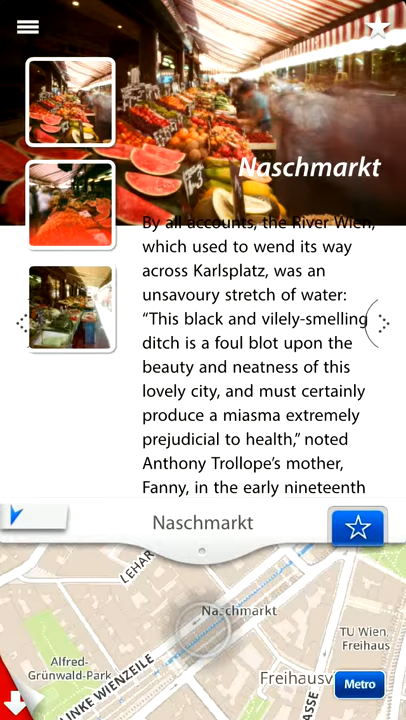 Naschmarkt
By all accounts, the River Wien,
which used to wend its way
across Karlsplatz, was an
unsavoury stretch of water:
“This black and vilely-smelling
ditch is a foul blot upon the
beauty and neatness of this
lovely city, and must certainly
produce a miasma extremely
prejudicial to health,” noted
Anthony Trollope’s mother,
Fanny, in the early nineteenth
Naschmarkt
LEHAR
Naschmarkt
TU Wien,
Freihaus
Alfred-
Grünwald-Park
Freihausv
LINKE WIENZEILE
ASSE
Metro